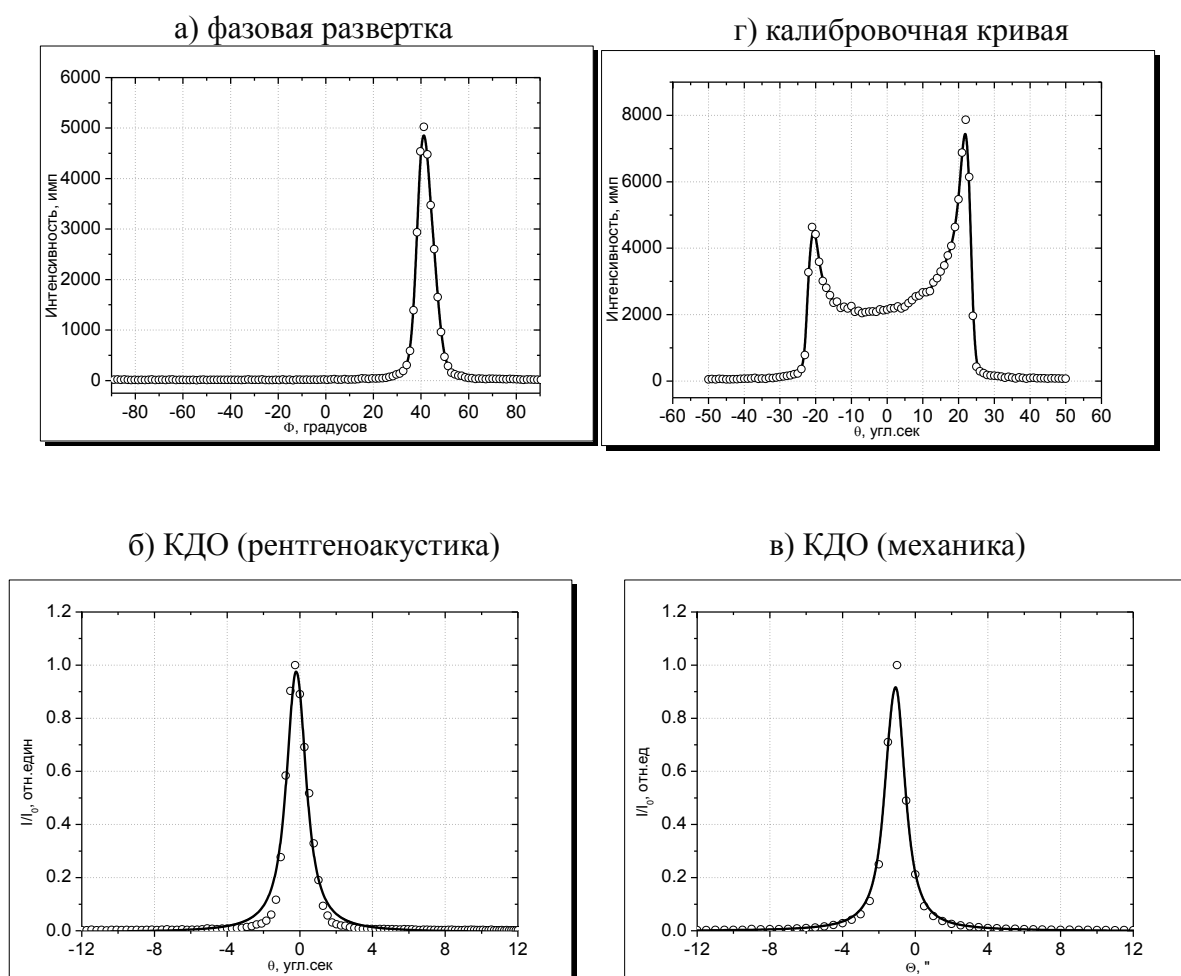 а) фазовая развертка
6000
5000
4000
3000
2000
1000
0
Интенсивность, имп
-80 -60 -40 -20 0 20 40 60 80
Φ, градусов
г) калибровочная кривая
8000
6000
4000
2000
0
Интенсивность, имп
-60 -50 -40 -30 -20 -10 0 10 20 30 40 50 60
θ, угл.сек
б) КДО (рентгеноакустика)
1.2
1.0
0.8
0.6
0.4
0.2
0.0
I/I₀, отн.един
-12 -8 -4 0 4 8 12
θ, угл.сек
в) КДО (механика)
1.2
1.0
0.8
0.6
0.4
0.2
0.0
I/I₀, отн.ед
-12 -8 -4 0 4 8 12
Θ, "